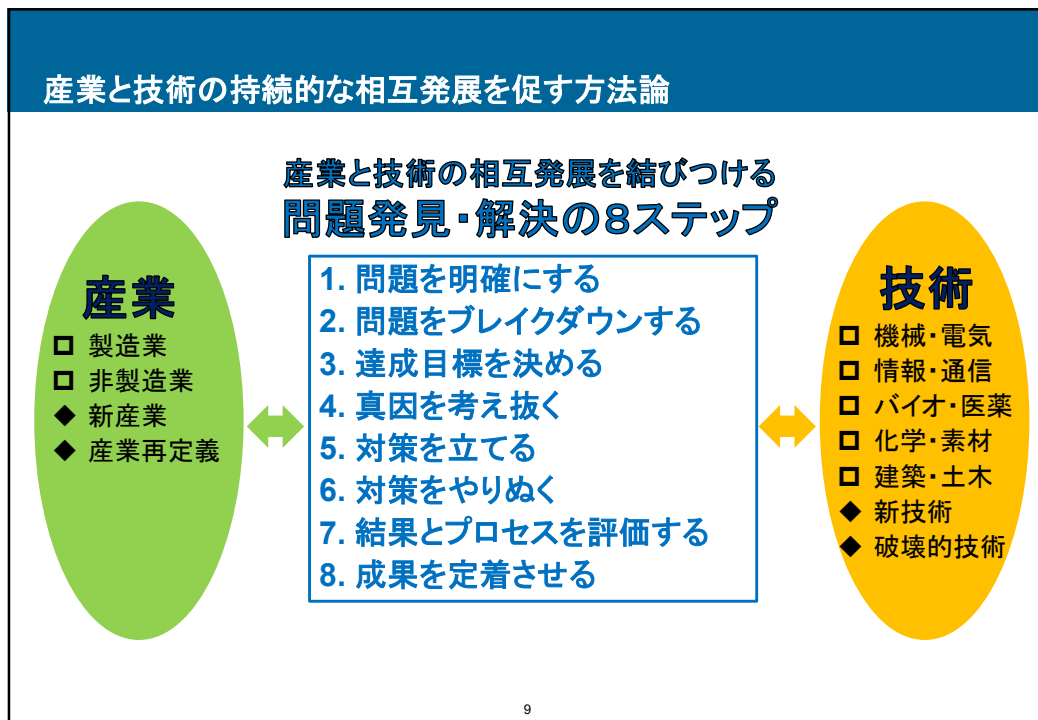 産業と技術の持続的な相互発展を促す方法論
産業と技術の相互発展を結びつける
問題発見・解決の8ステップ
産業
製造業
非製造業
◆ 新産業
◆ 産業再定義
1. 問題を明確にする
2. 問題をブレイクダウンする
3. 達成目標を決める
4. 真因を考え抜く
5. 対策を立てる
6. 対策をやりぬく
7. 結果とプロセスを評価する
8. 成果を定着させる
技術
機械・電気
情報・通信
バイオ・医薬
化学・素材
建築・土木
◆ 新技術
◆ 破壊的技術
9